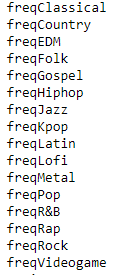 freqClassical
freqCountry
freqEDM
freqFolk
freqGospel
freqHiphop
freqJazz
freqKpop
freqLatin
freqLofi
freqMetal
freqPop
freqR&B
freqRap
freqRock
freqVideogame